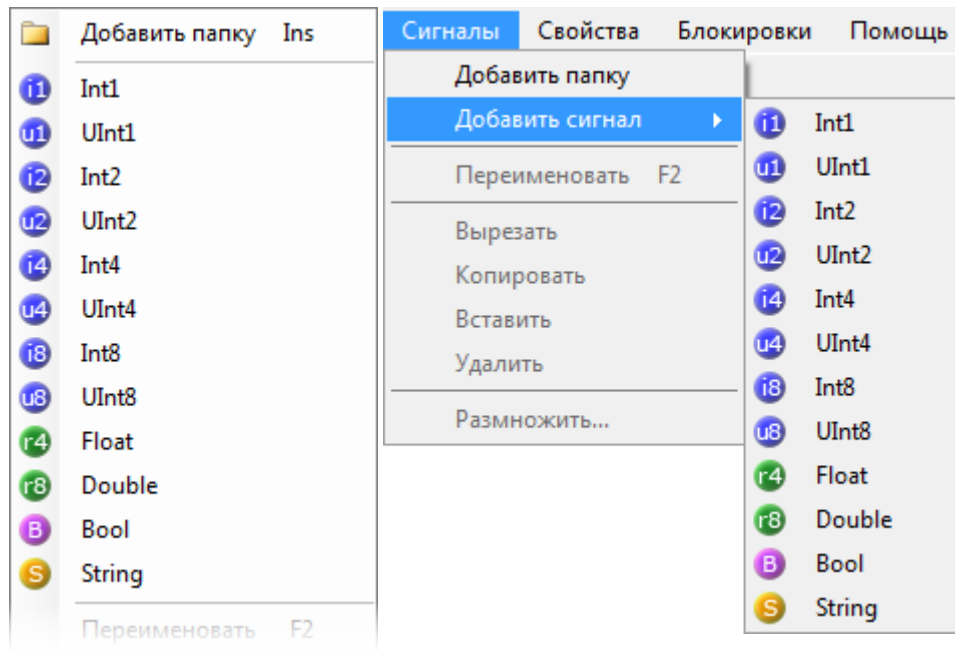 Добавить папку Ins
i1 Int1
u1 UInt1
i2 Int2
u2 UInt2
i4 Int4
u4 UInt4
i8 Int8
u8 UInt8
r4 Float
r8 Double
B Bool
S String
Переименовать F2
Сигналы Свойства Блокировки Помощь
Добавить папку
Добавить сигнал
Переименовать F2
Вырезать
Копировать
Вставить
Удалить
Размножить...
i1 Int1
u1 UInt1
i2 Int2
u2 UInt2
i4 Int4
u4 UInt4
i8 Int8
u8 UInt8
r4 Float
r8 Double
B Bool
S String